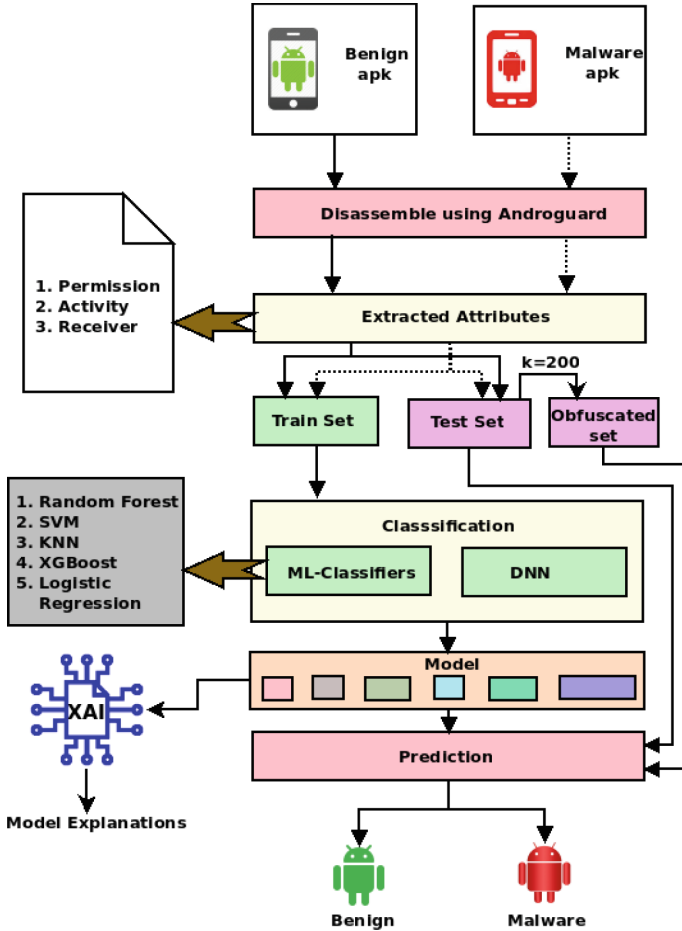 Benign
apk
Malware
apk
Disassemble using Androguard
1. Permission
2. Activity
3. Receiver
Extracted Attributes
k=200
Train Set
Test Set
Obfuscated
set
1. Random Forest
2. SVM
3. KNN
4. XGBoost
5. Logistic
Regression
Classsification
ML-Classifiers
DNN
Model
XAI
Prediction
Model Explanations
Benign
Malware